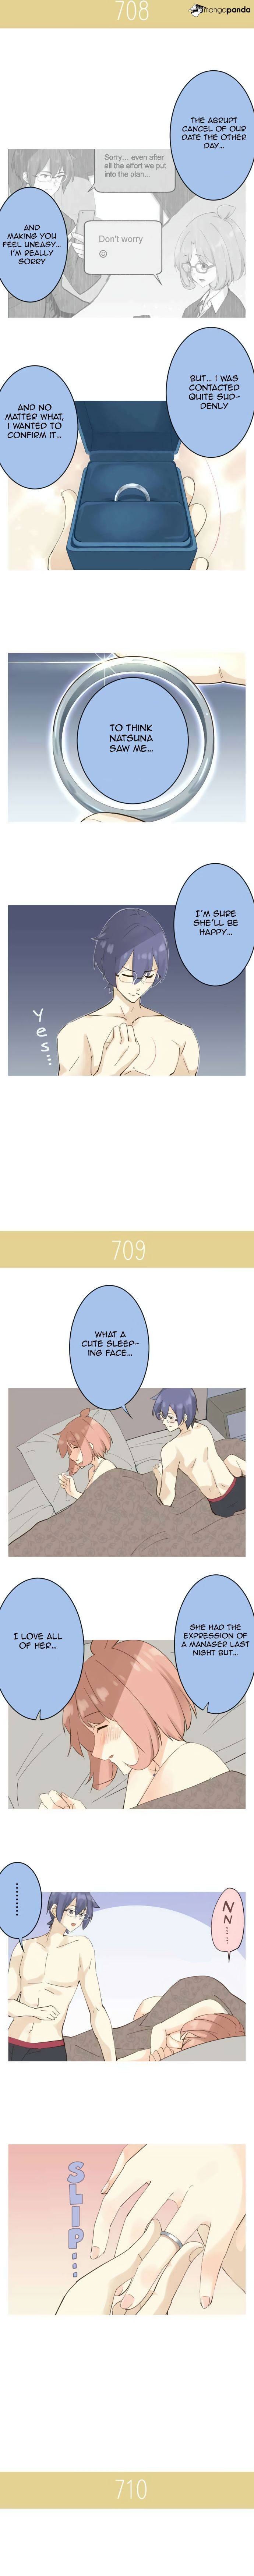 708
mangapanda
THE ABRUPT
CANCEL OF OUR
DATE THE OTHER
DAY...
Sorry... even after
all the effort we put
into the plan...
AND
MAKING YOU
FEEL UNEASY...
I'M REALLY
SORRY
Don't worry
BUT... I WAS
CONTACTED
QUITE SUD-
DENLY
AND NO
MATTER WHAT,
I WANTED TO
CONFIRM IT...
TO THINK
NATSUNA
SAW ME...
I'M SURE
SHE'LL BE
HAPPY...
yes...
709
WHAT A
CUTE SLEEP-
ING FACE...
SHE HAD THE
EXPRESSION OF
A MANAGER LAST
NIGHT BUT...
I LOVE ALL
OF HER...
.........
NN......
SLIP...
710